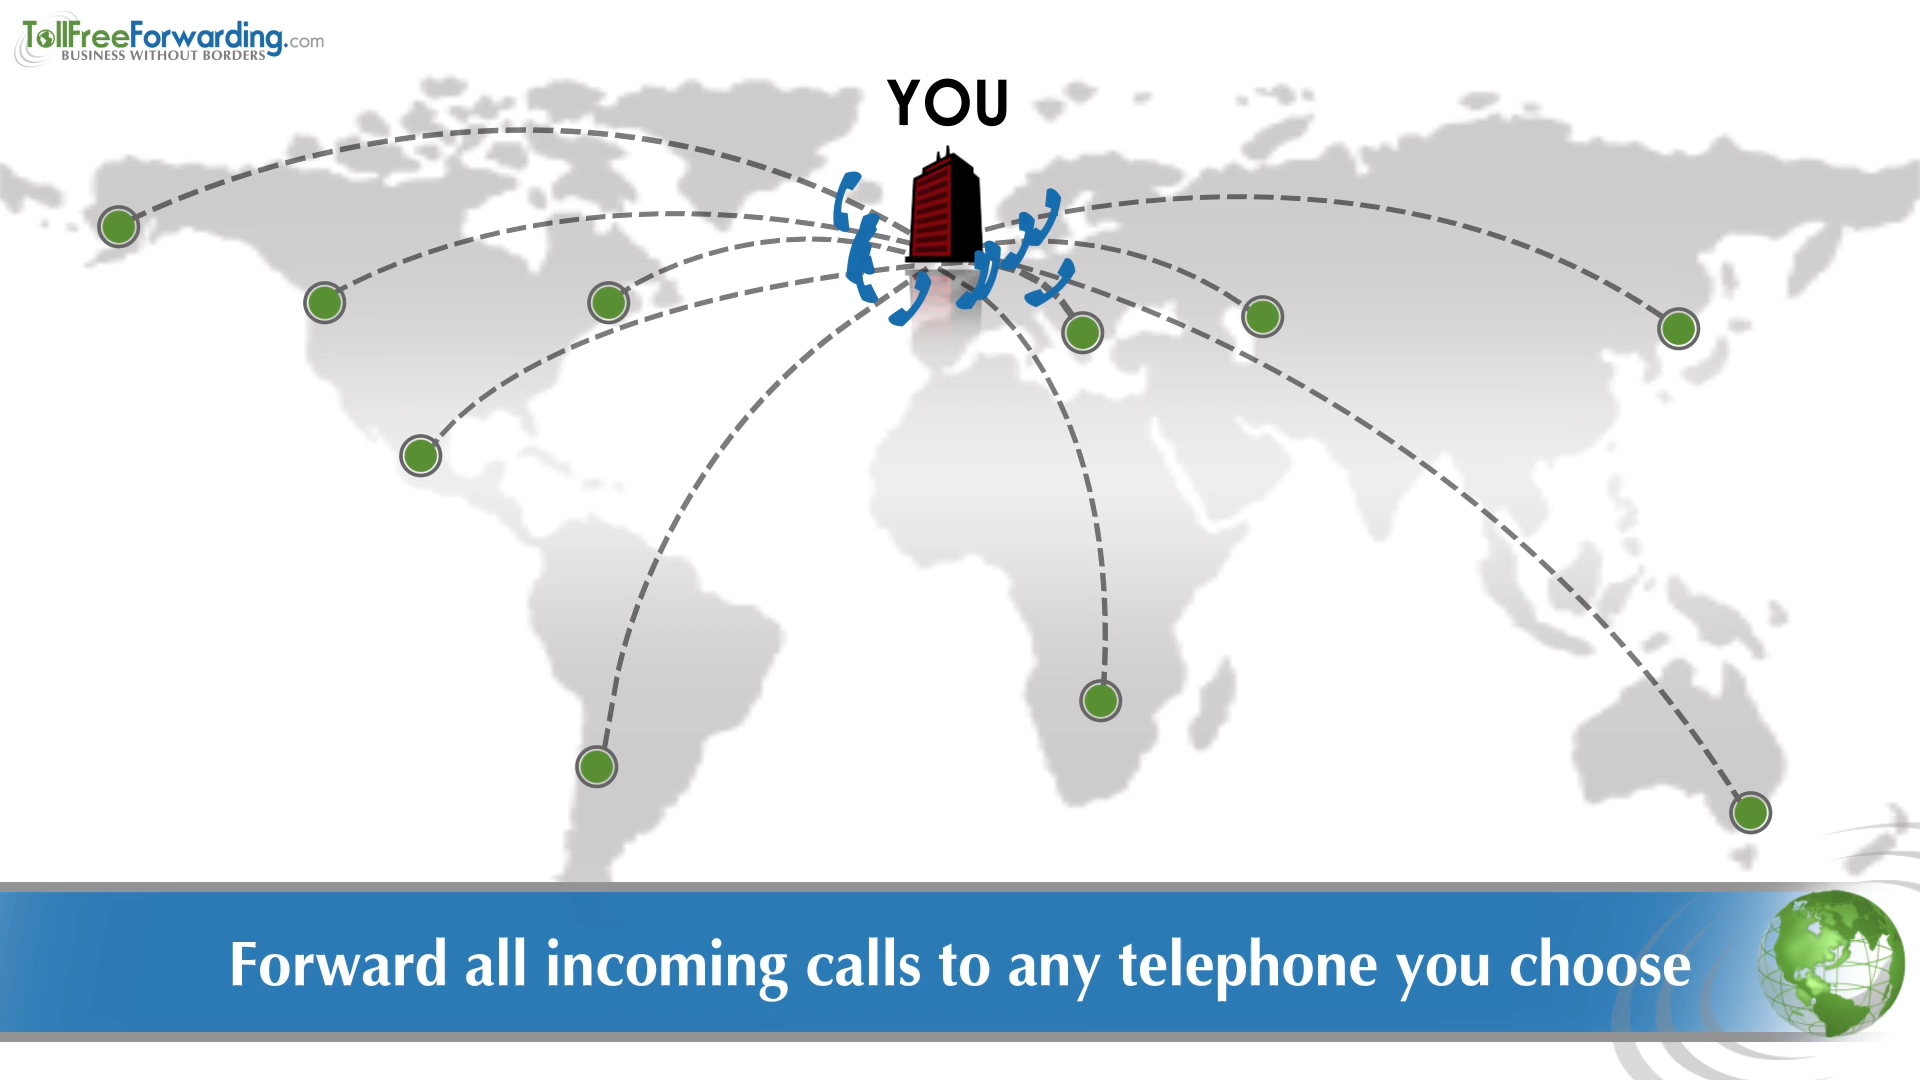 TollFreeForwarding.com
BUSINESS WITHOUT BORDERS
YOU
Forward all incoming calls to any telephone you choose